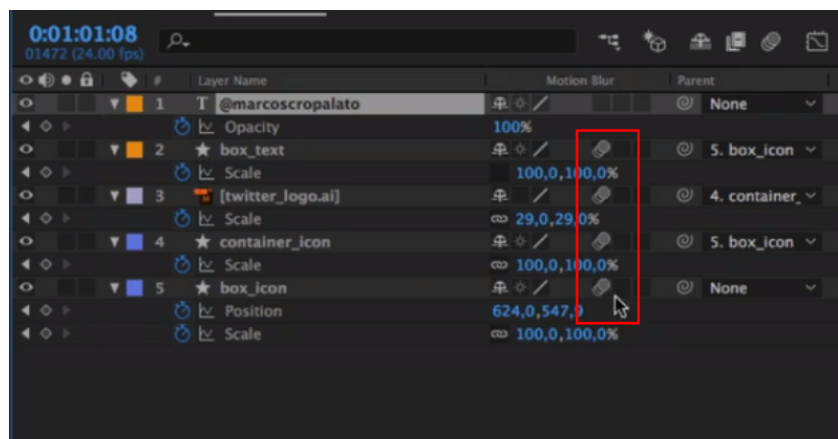 0:01:01:08
01472 (24.00 fps)
# Layer Name Motion Blur Parent
1 T @marcoscropalato None
Opacity 100%
2 box_text 5. box_icon
Scale 100,0,100,0%
3 [twitter_logo.ai] 4. container_
Scale 29,0,29,0%
4 container_icon 5. box_icon
Scale 100,0,100,0%
5 box_icon None
Position 624,0,547,9
Scale 100,0,100,0%